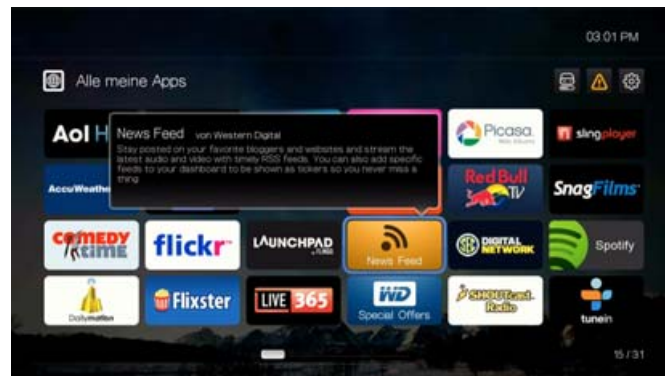 03:01 PM
Alle meine Apps
Aol H
News Feed von Western Digital
Stay posted on your favorite bloggers and websites and stream the
latest audio and video with timely RSS feeds. You can also add specific
feeds to your dashboard to be shown as tickers so you never miss a
thing
Picasa
Web Albums
slingplayer
AccuWeathe
Red Bull
TV
SnagFilms
COMEDY
TIME
flickr
LAUNCHPAD
News Feed
DIGITAL
NETWORK
Spotify
Dailymotion
Flixster
LIVE 365
WD
Special Offers
SHOUTcast
Radio
tunein
15 / 31